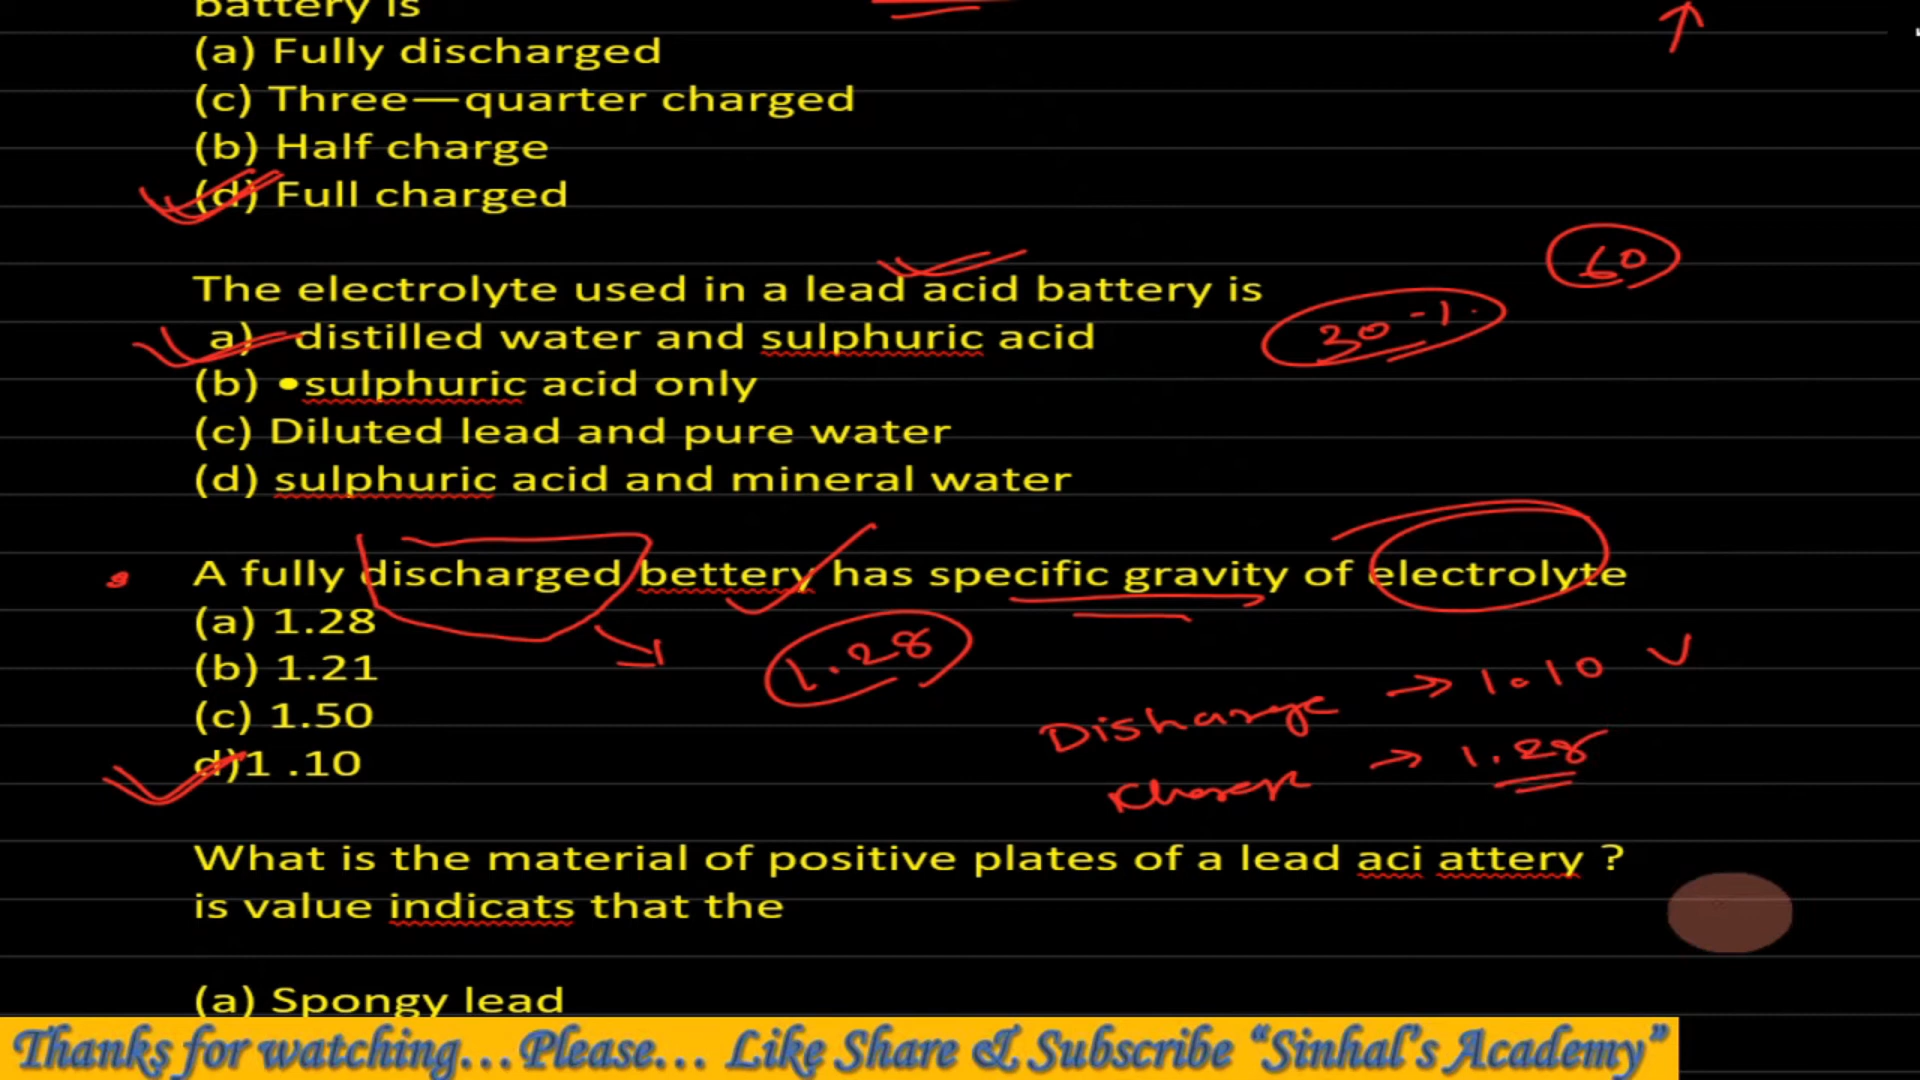 battery is
(a) Fully discharged
(c) Three—quarter charged
(b) Half charge
(d) Full charged
60
The electrolyte used in a lead acid battery is
30-1.
a) distilled water and sulphuric acid
(b) •sulphuric acid only
(c) Diluted lead and pure water
(d) sulphuric acid and mineral water
A fully discharged bettery has specific gravity of electrolyte
(a) 1.28
1.28
(b) 1.21
Disharge → 1.10
(c) 1.50
→ 1.28
d)1 .10
What is the material of positive plates of a lead aci attery ?
is value indicats that the
(a) Spongy lead
Thanks for watching... Please... Like Share & Subscribe “Sinhal’s Academy”